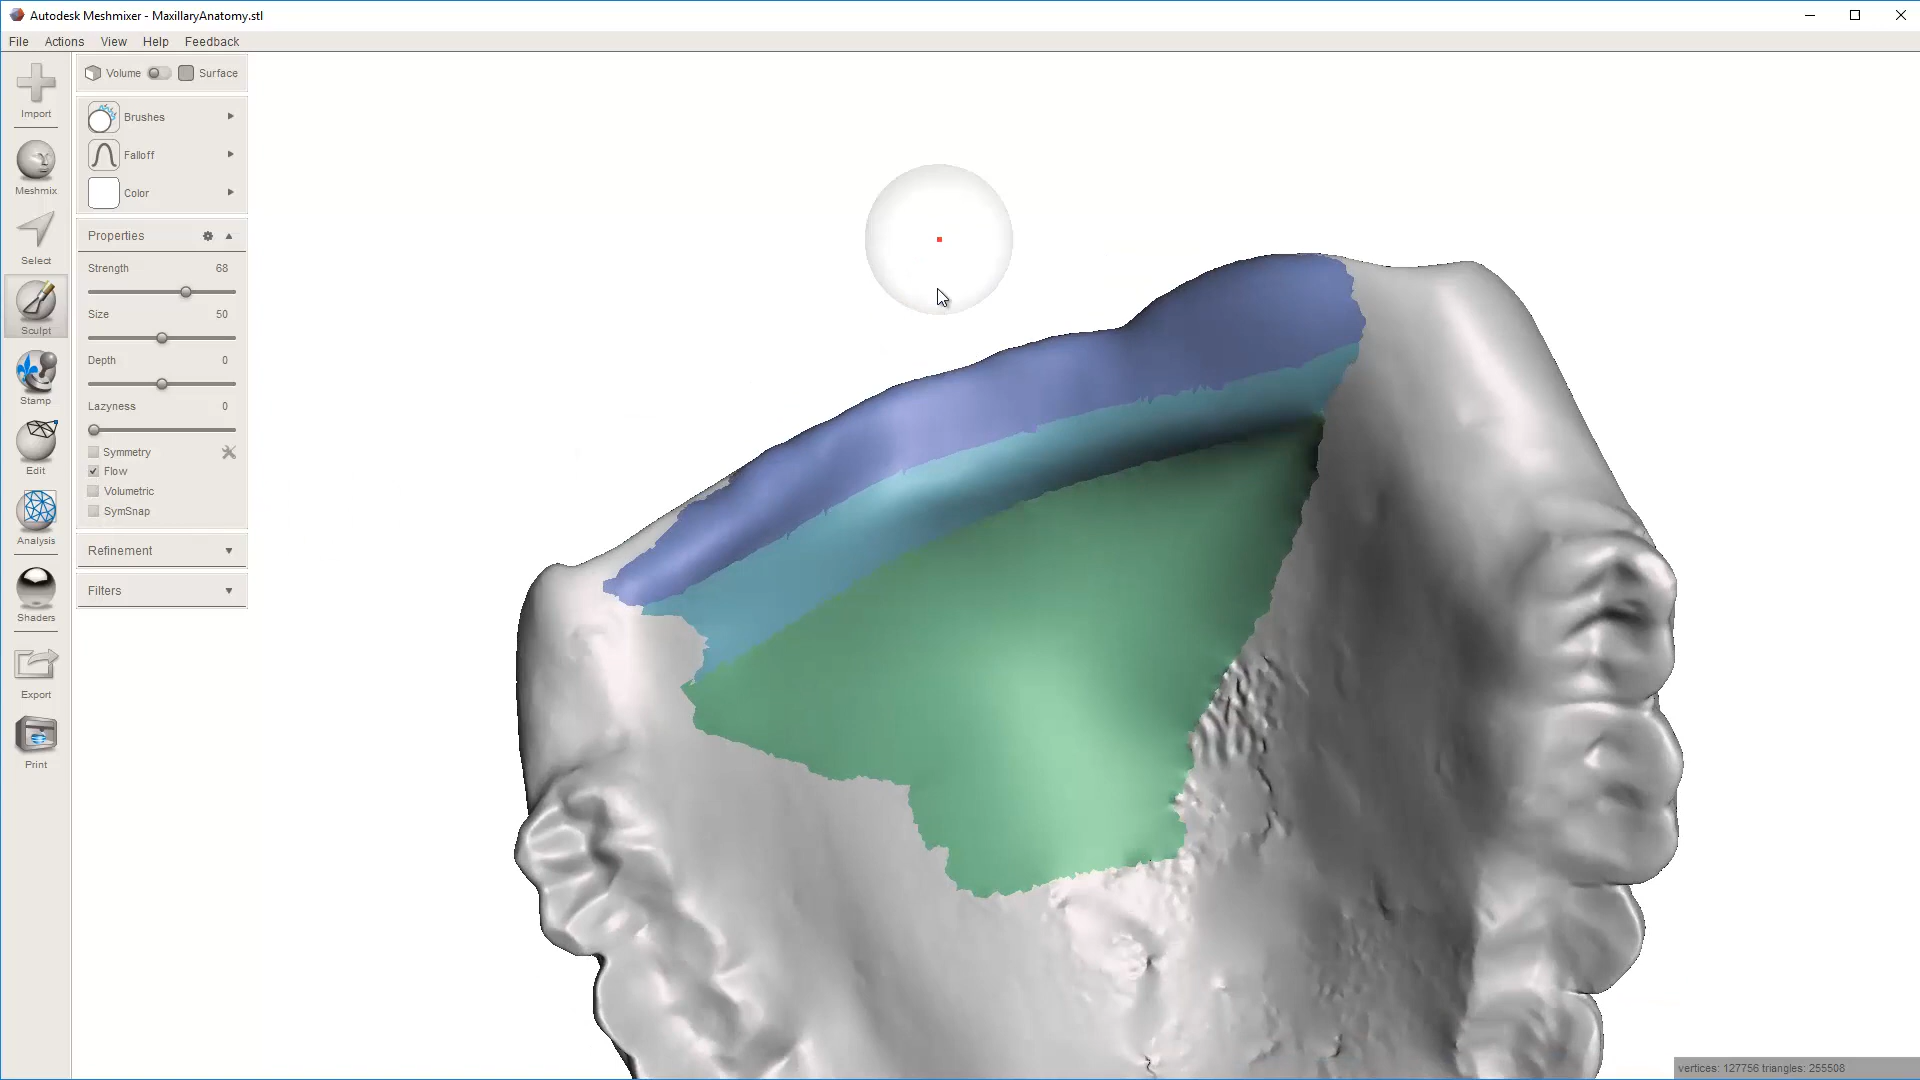 Autodesk Meshmixer - MaxillaryAnatomy.stl
File Actions View Help Feedback
Import
Meshmix
Select
Sculpt
Stamp
Edit
Analysis
Shaders
Export
Print
Volume Surface
Brushes
Falloff
Color
Properties
Strength 68
Size 50
Depth 0
Lazyness 0
Symmetry
Flow
Volumetric
SymSnap
Refinement
Filters
vertices: 127756 triangles: 255508